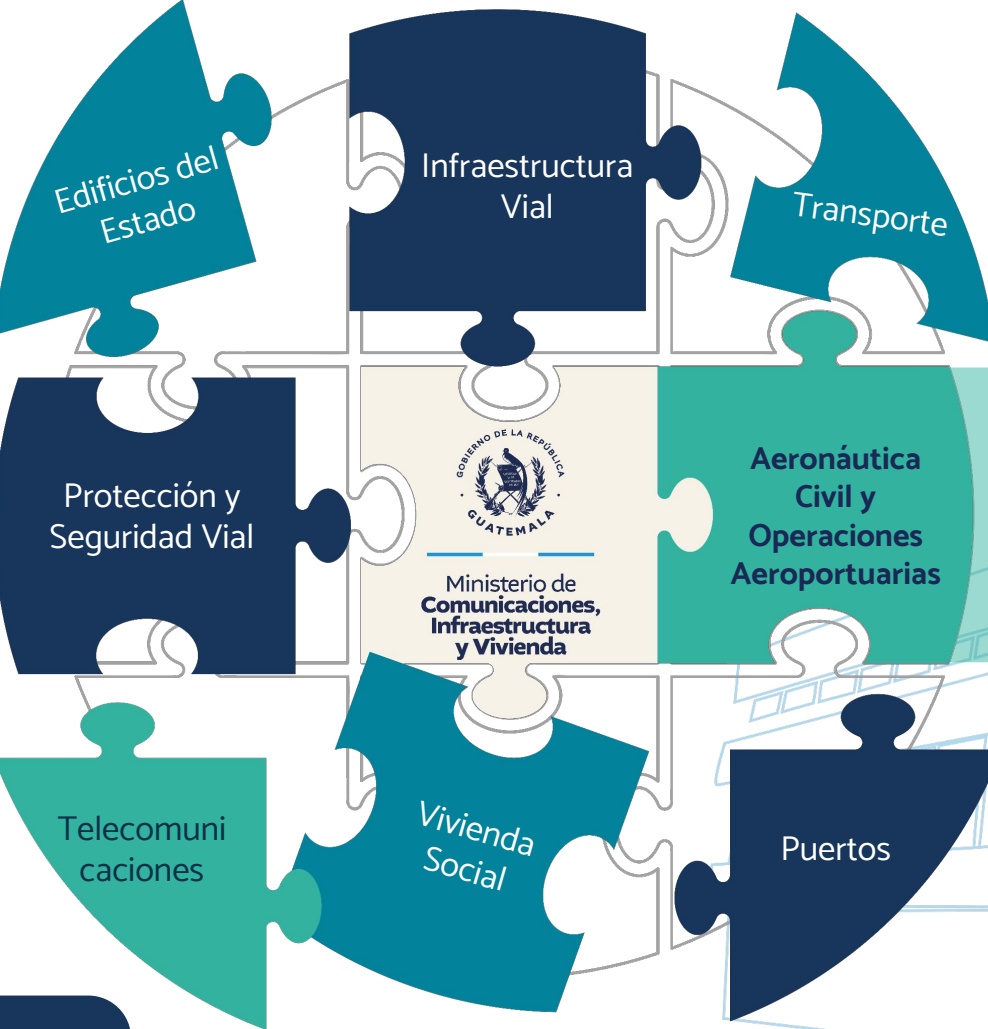 Edificios del
Estado
Infraestructura
Vial
Transporte
Protección y
Seguridad Vial
GOBIERNO DE LA REPÚBLICA
GUATEMALA
Ministerio de
Comunicaciones,
Infraestructura
y Vivienda
Aeronáutica
Civil y
Operaciones
Aeroportuarias
Telecomuni
caciones
Vivienda
Social
Puertos